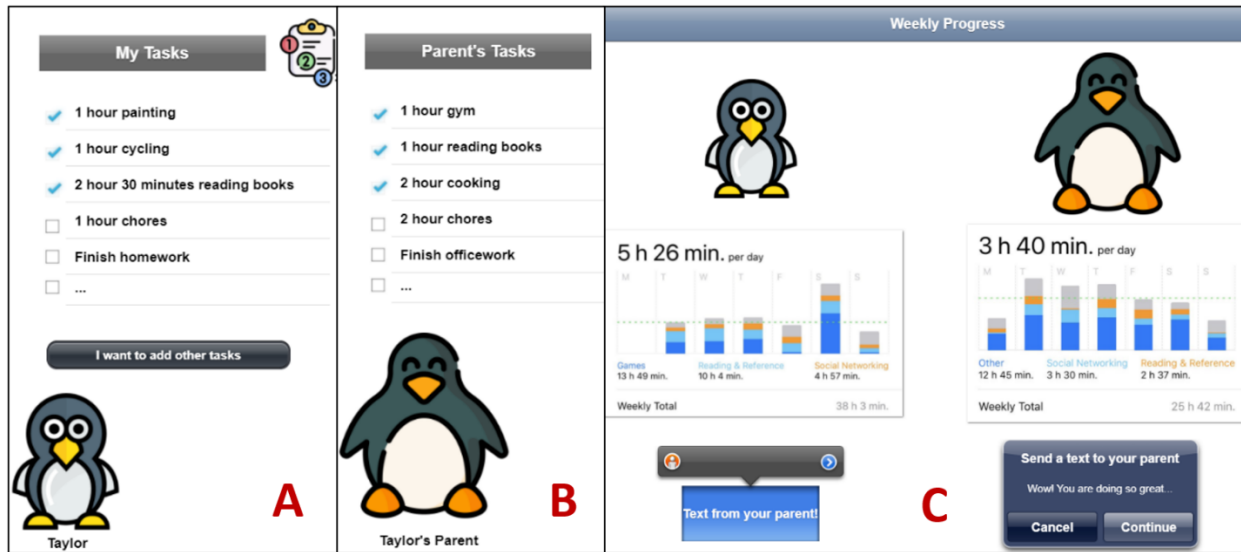 My Tasks
1
2
3
1 hour painting
1 hour cycling
2 hour 30 minutes reading books
1 hour chores
Finish homework
...
I want to add other tasks
Taylor
A
Parent's Tasks
1 hour gym
1 hour reading books
2 hour cooking
2 hour chores
Finish officework
...
Taylor's Parent
B
Weekly Progress
5 h 26 min. per day
M T W T F S S
Games Reading & Reference Social Networking
13 h 49 min. 10 h 4 min. 4 h 57 min.
Weekly Total 38 h 3 min.
Text from your parent!
3 h 40 min. per day
M T W T F S S
Other Social Networking Reading & Reference
12 h 45 min. 3 h 30 min. 2 h 37 min.
Weekly Total 25 h 42 min.
Send a text to your parent
Wow! You are doing so great...
Cancel Continue
C